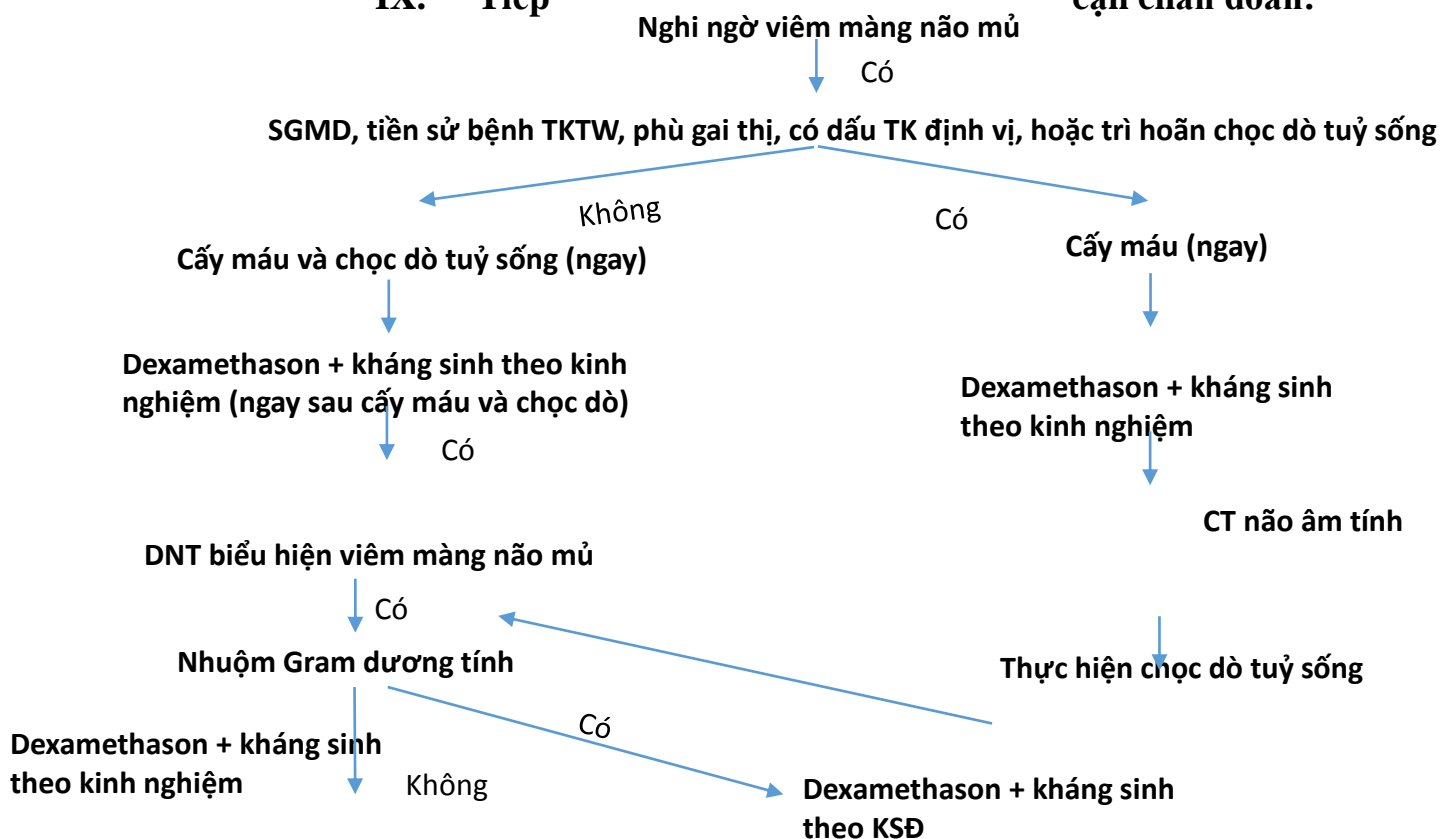 IX. Tiếp cận chẩn đoán:
Nghi ngờ viêm màng não mủ
Có
SGMD, tiền sử bệnh TKTW, phù gai thị, có dấu TK định vị, hoặc trì hoãn chọc dò tuỷ sống
Không
Có
Cấy máu và chọc dò tuỷ sống (ngay)
Cấy máu (ngay)
Dexamethason + kháng sinh theo kinh
nghiệm (ngay sau cấy máu và chọc dò)
Dexamethason + kháng sinh
theo kinh nghiệm
Có
CT não âm tính
DNT biểu hiện viêm màng não mủ
Có
Nhuộm Gram dương tính
Thực hiện chọc dò tuỷ sống
Có
Dexamethason + kháng sinh
theo kinh nghiệm
Không
Dexamethason + kháng sinh
theo KSĐ